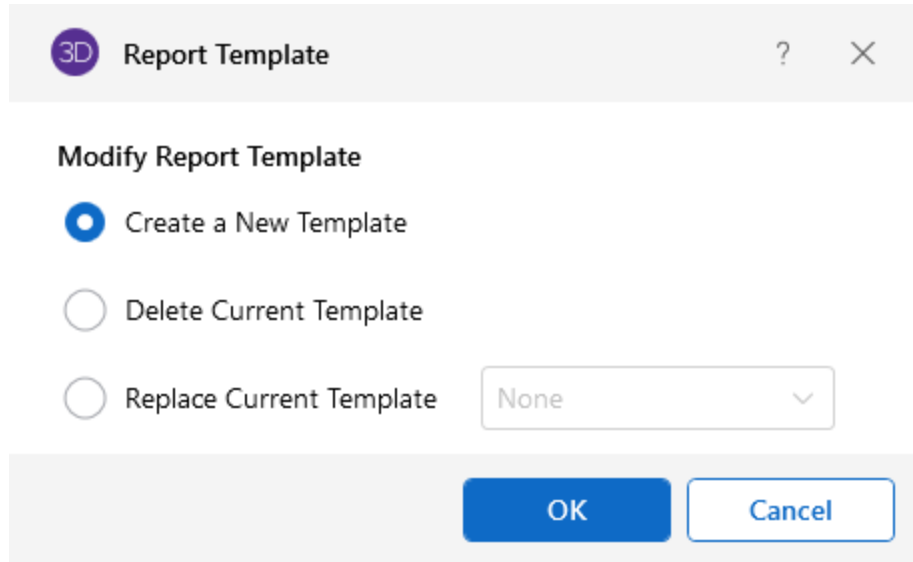 3D Report Template ?
Modify Report Template
Create a New Template
Delete Current Template
Replace Current Template None
OK Cancel